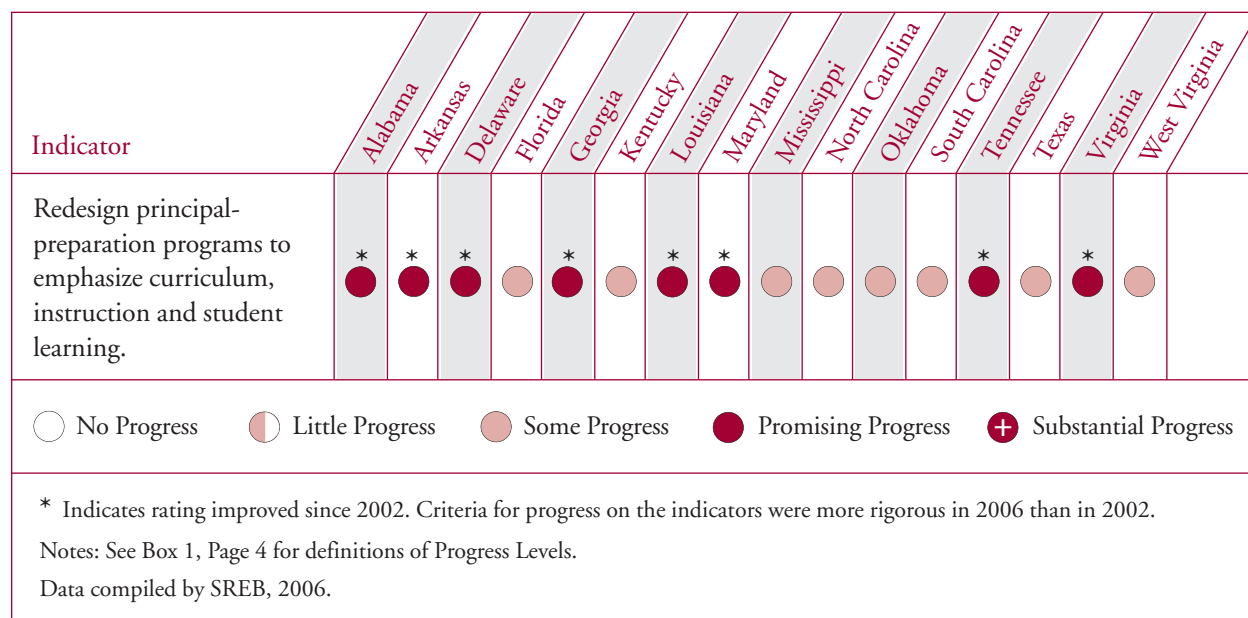 Indicator
Alabama
Arkansas
Delaware
Florida
Georgia
Kentucky
Louisiana
Maryland
Mississippi
North Carolina
Oklahoma
South Carolina
Tennessee
Texas
Virginia
West Virginia
Redesign principal-
preparation programs to
emphasize curriculum,
instruction and student
learning.
* * * * * * * *
No Progress Little Progress Some Progress Promising Progress + Substantial Progress
* Indicates rating improved since 2002. Criteria for progress on the indicators were more rigorous in 2006 than in 2002.
Notes: See Box 1, Page 4 for definitions of Progress Levels.
Data compiled by SREB, 2006.